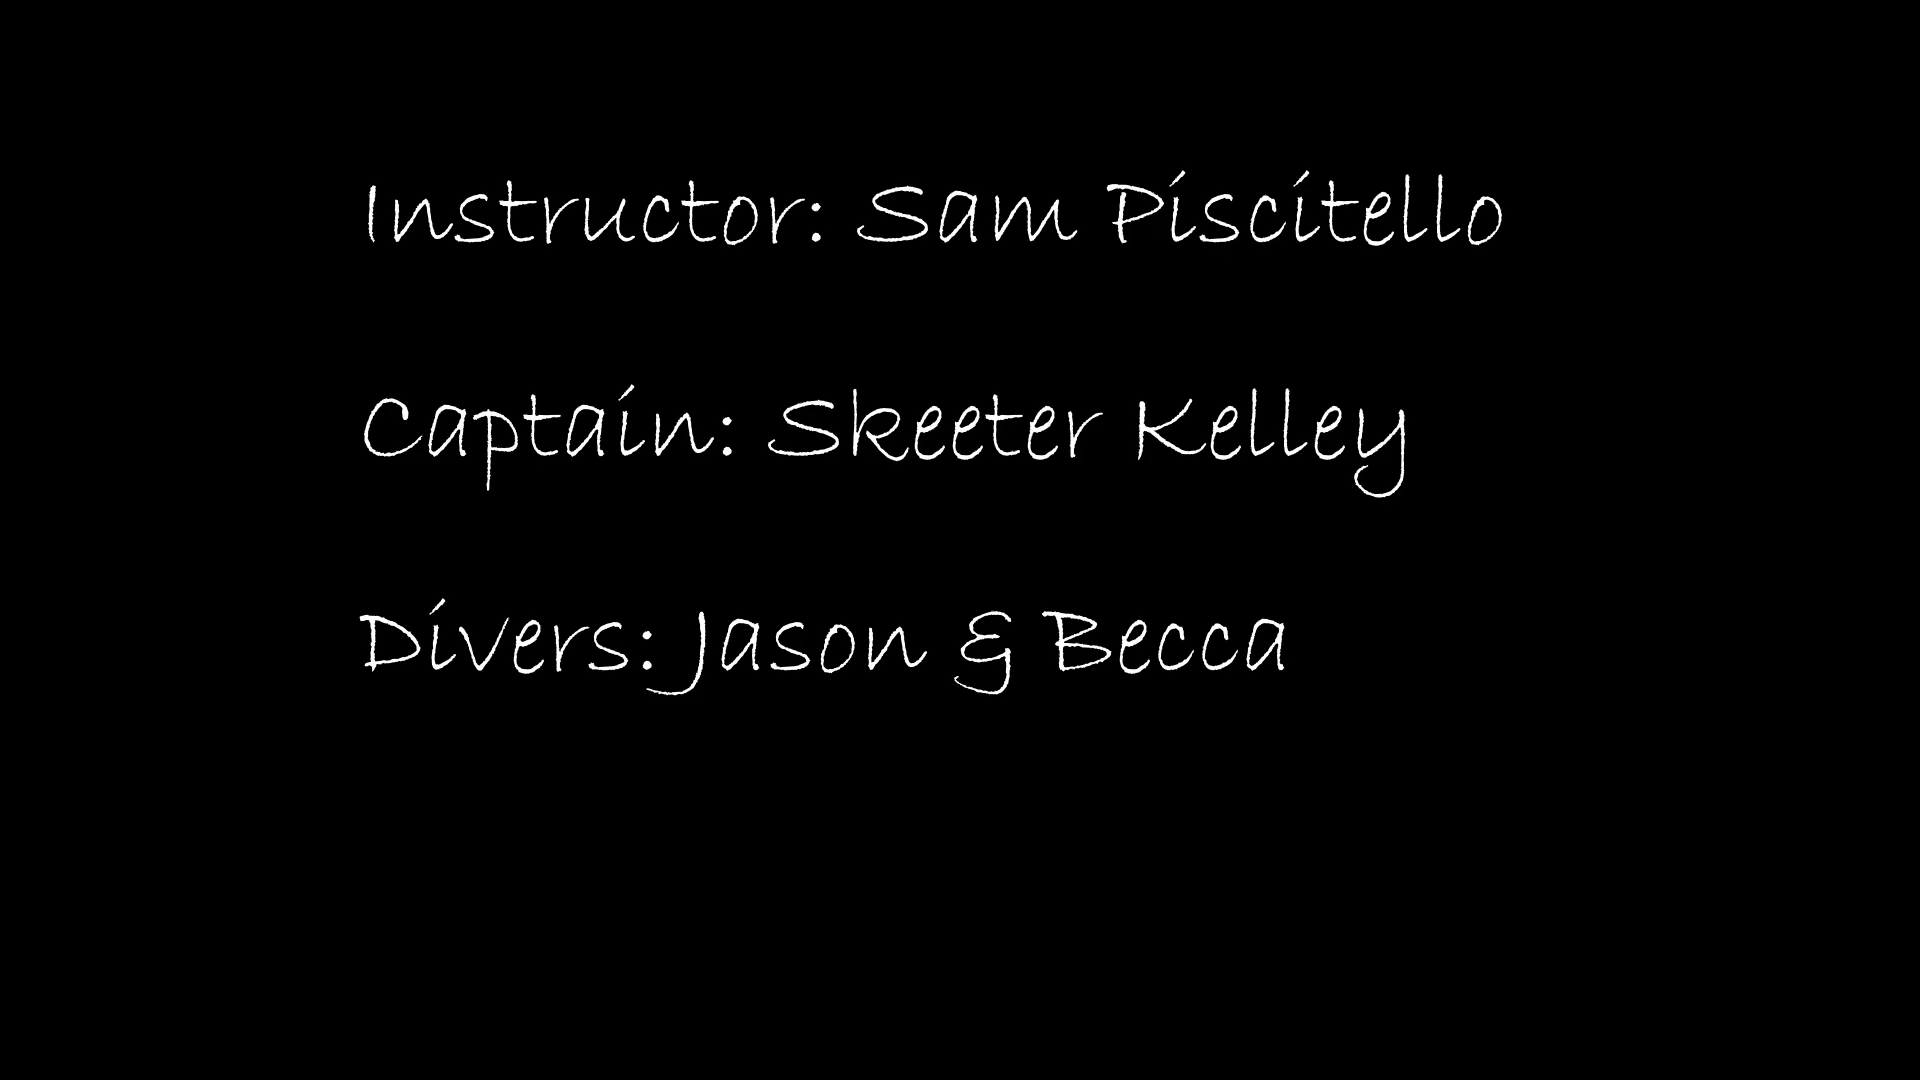 Instructor: Sam Piscitello
Captain: Skeeter Kelley
Divers: Jason & Becca